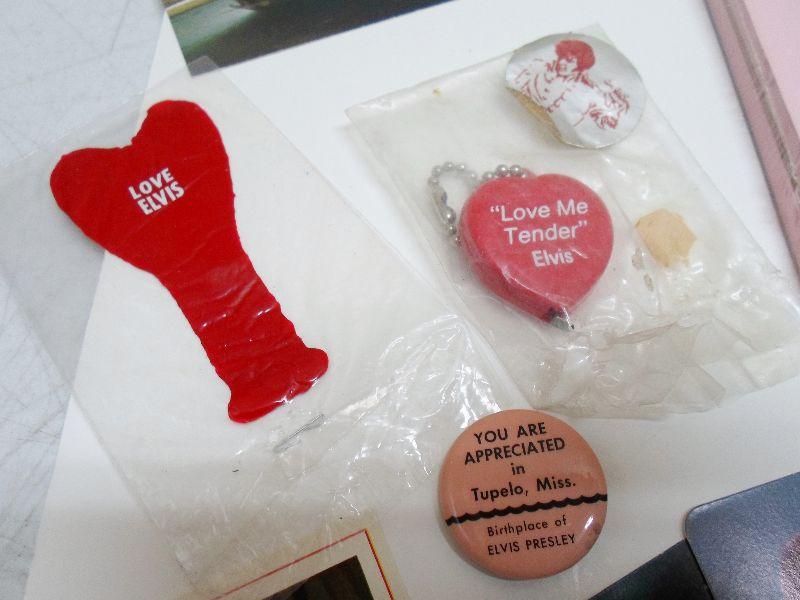 LOVE
ELVIS
"Love Me
Tender"
Elvis
YOU ARE
APPRECIATED
in
Tupelo, Miss.
Birthplace of
ELVIS PRESLEY